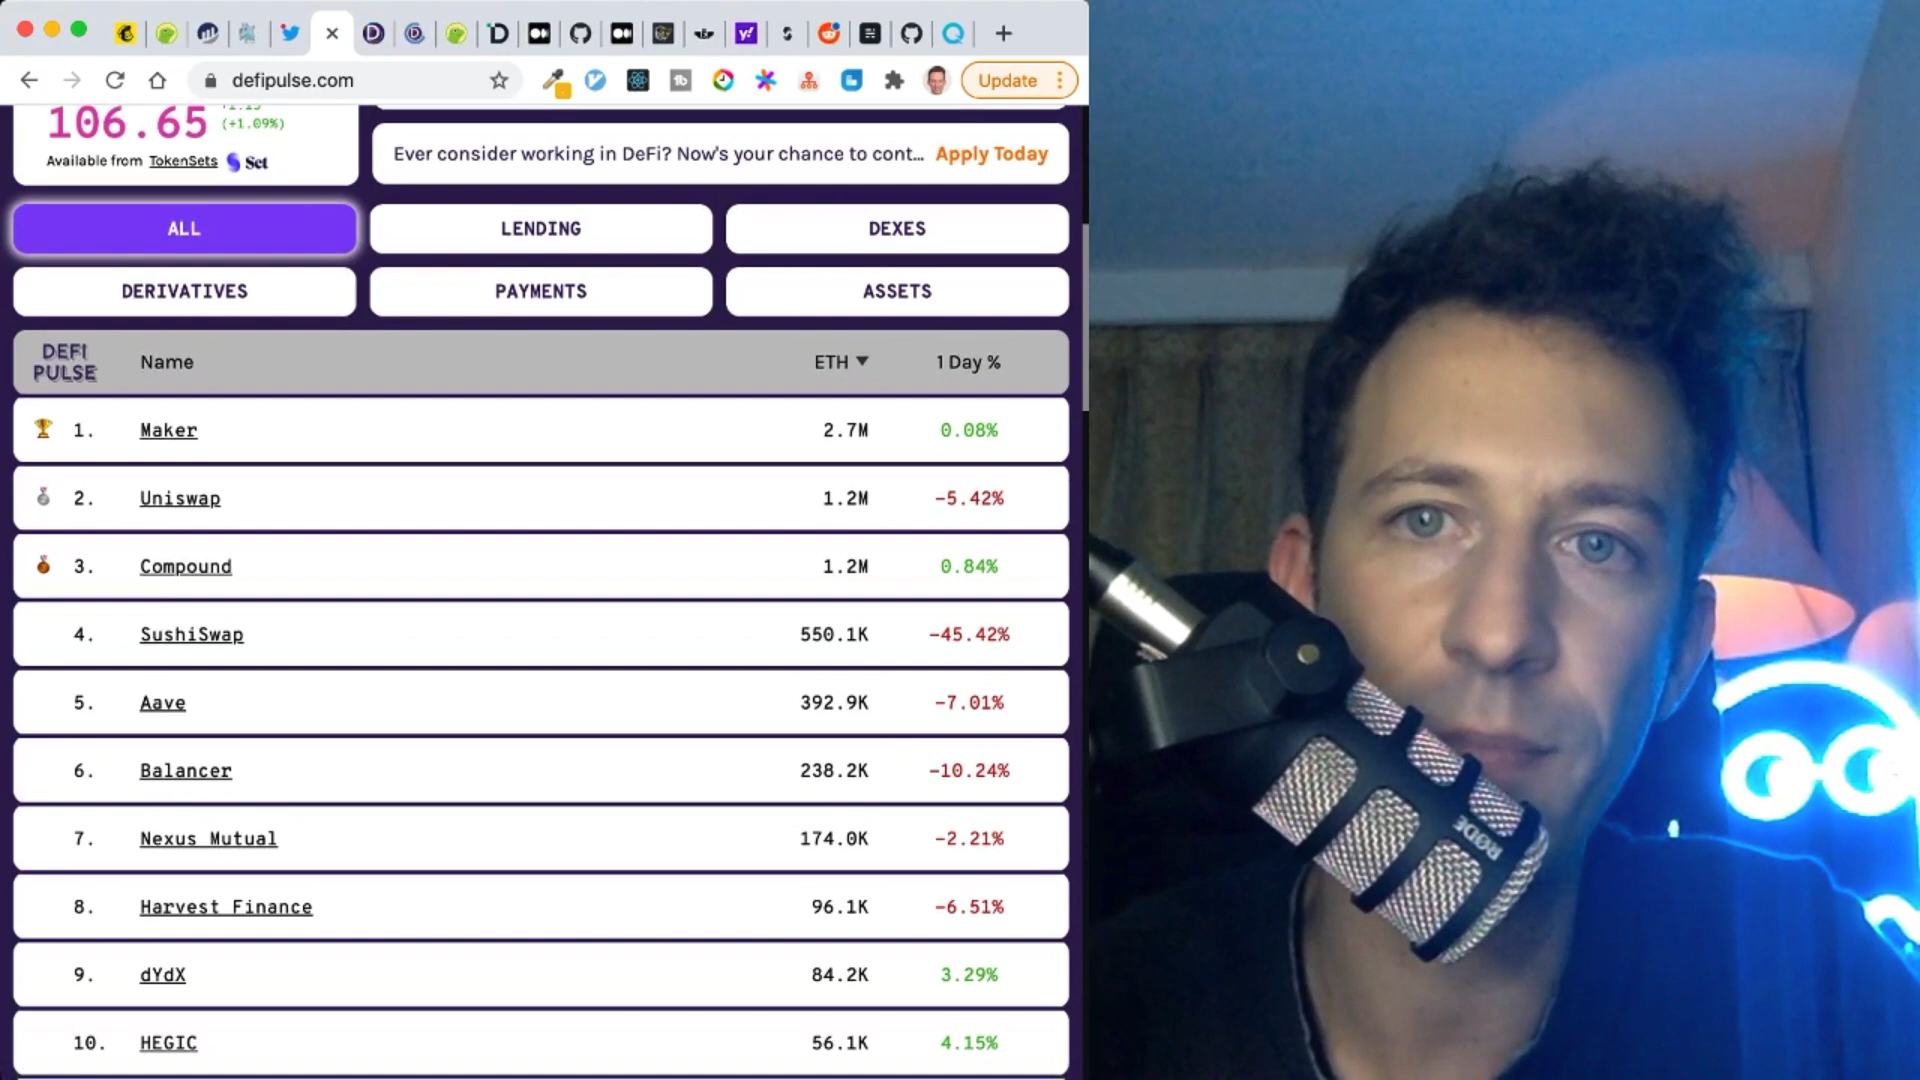 defipulse.com
Update
106.65
(+1.09%)
Available from TokenSets Set
Ever consider working in DeFi? Now's your chance to cont... Apply Today
ALL LENDING DEXES
DERIVATIVES PAYMENTS ASSETS
DEFI PULSE Name ETH ▼ 1 Day %
1. Maker 2.7M 0.08%
2. Uniswap 1.2M -5.42%
3. Compound 1.2M 0.84%
4. SushiSwap 550.1K -45.42%
5. Aave 392.9K -7.01%
6. Balancer 238.2K -10.24%
7. Nexus Mutual 174.0K -2.21%
8. Harvest Finance 96.1K -6.51%
9. dYdX 84.2K 3.29%
10. HEGIC 56.1K 4.15%
RØDE